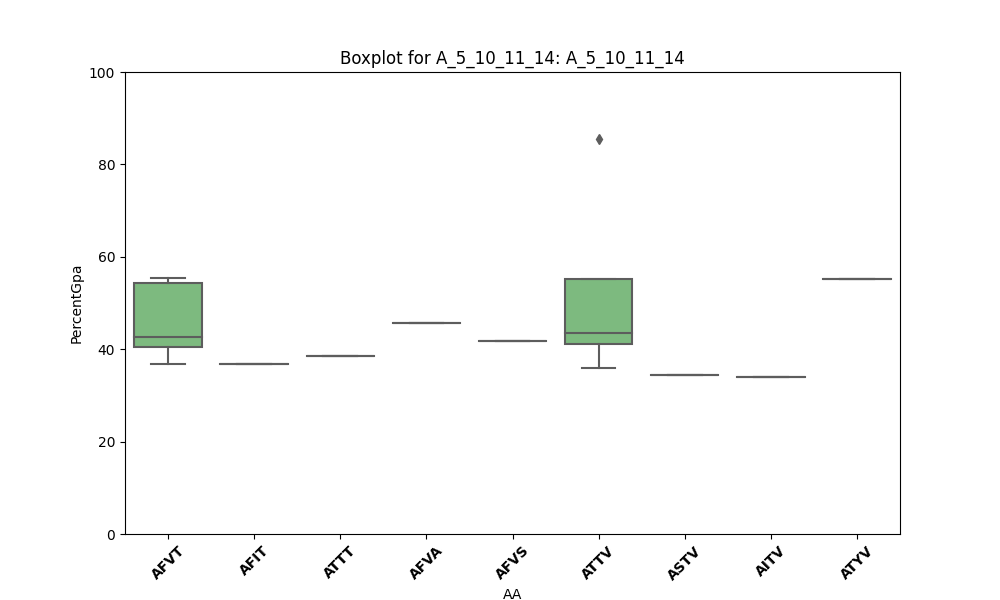 Boxplot for A_5_10_11_14: A_5_10_11_14
100
80
60
40
20
0
PercentGpa
AFVT AFIT ATTT AFVA AFVS ATTV ASTV AITV ATYV
AA